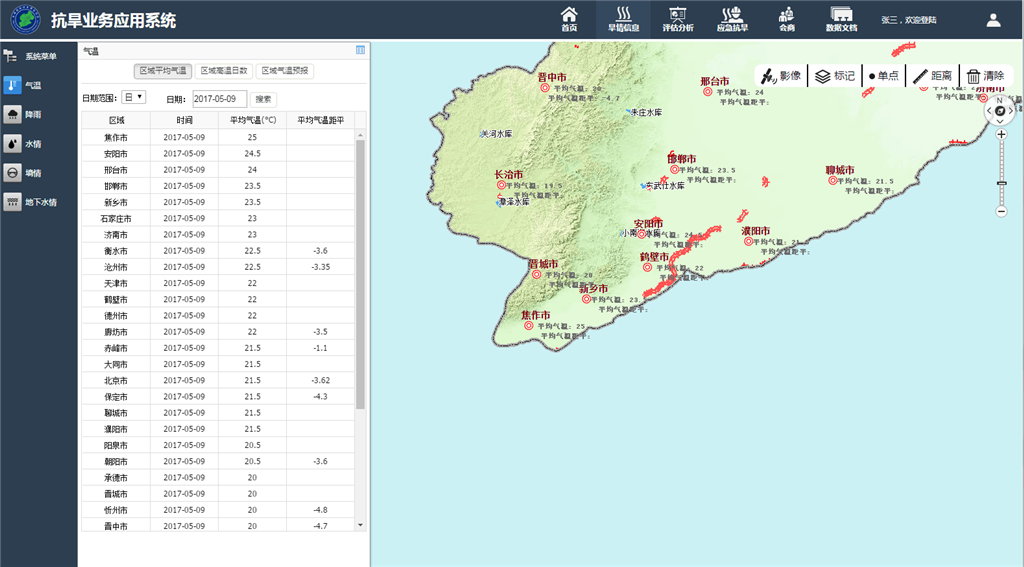 抗旱业务应用系统
首页 旱情信息 评估分析 应急抗旱 会商 数据文档 张三，欢迎登陆
系统菜单
气温
降雨
水情
墒情
地下水情
气温
区域平均气温 区域高温日数 区域气温预报
日期范围： 日 日期： 2017-05-09 搜索
区域 时间 平均气温(℃) 平均气温距平
焦作市 2017-05-09 25
安阳市 2017-05-09 24.5
邢台市 2017-05-09 24
邯郸市 2017-05-09 23.5
新乡市 2017-05-09 23.5
石家庄市 2017-05-09 23
济南市 2017-05-09 23
衡水市 2017-05-09 22.5 -3.6
沧州市 2017-05-09 22.5 -3.35
天津市 2017-05-09 22
鹤壁市 2017-05-09 22
德州市 2017-05-09 22
廊坊市 2017-05-09 22 -3.5
赤峰市 2017-05-09 21.5 -1.1
大同市 2017-05-09 21.5
北京市 2017-05-09 21.5 -3.62
保定市 2017-05-09 21.5 -4.3
聊城市 2017-05-09 21.5
濮阳市 2017-05-09 21.5
阳泉市 2017-05-09 20.5
朝阳市 2017-05-09 20.5 -3.6
承德市 2017-05-09 20
晋城市 2017-05-09 20
忻州市 2017-05-09 20 -4.8
晋中市 2017-05-09 20 -4.7
影像 标记 单点 距离 清除
N
晋中市
平均气温：20
平均气温距平：-4.7
邢台市
平均气温：24
平均气温距平：
济南市
朱庄水库
关河水库
邯郸市
平均气温：23.5
平均气温距平：
长治市
平均气温：19.5
平均气温距平：
漳泽水库
东武仕水库
聊城市
平均气温：21.5
平均气温距平：
安阳市
平均气温：24.5
平均气温距平：
濮阳市
平均气温：21.5
平均气温距平：
鹤壁市
平均气温：22
平均气温距平：
晋城市
平均气温：20
平均气温距平：
新乡市
平均气温：23.5
平均气温距平：
焦作市
平均气温：25
平均气温距平：